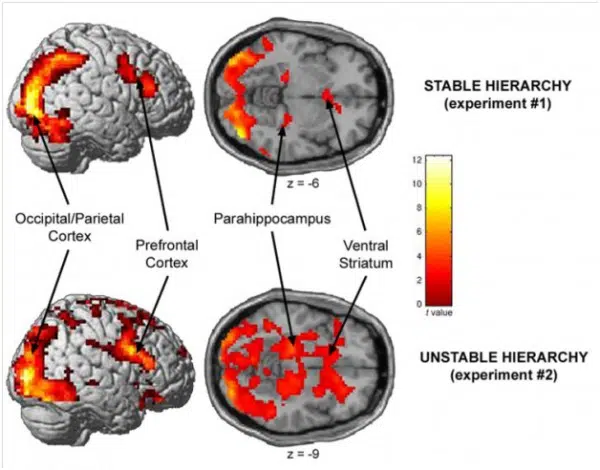 STABLE HIERARCHY
(experiment #1)
z = -6
12
10
8
6
4
2
0
t value
Occipital/Parietal
Cortex
Prefrontal
Cortex
Parahippocampus
Ventral
Striatum
UNSTABLE HIERARCHY
(experiment #2)
z = -9